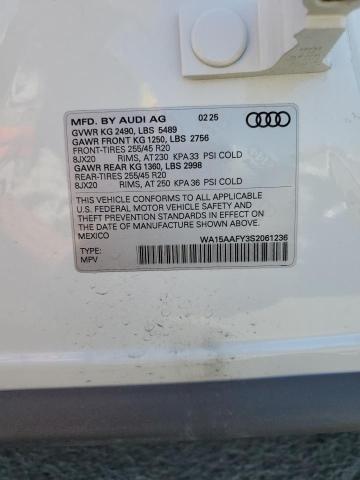 MFD. BY AUDI AG 02 25
GVWR KG 2490, LBS 5489
GAWR FRONT KG 1250, LBS 2756
FRONT-TIRES 255/45 R20
8JX20 RIMS, AT 230 KPA 33 PSI COLD
GAWR REAR KG 1360, LBS 2998
REAR-TIRES 255/45 R20
8JX20 RIMS, AT 250 KPA 36 PSI COLD
THIS VEHICLE CONFORMS TO ALL APPLICABLE
U.S. FEDERAL MOTOR VEHICLE SAFETY AND
THEFT PREVENTION STANDARDS IN EFFECT ON
THE DATE OF MANUFACTURE SHOWN ABOVE.
MEXICO
TYPE:
MPV
WA15AAFY3S2061236